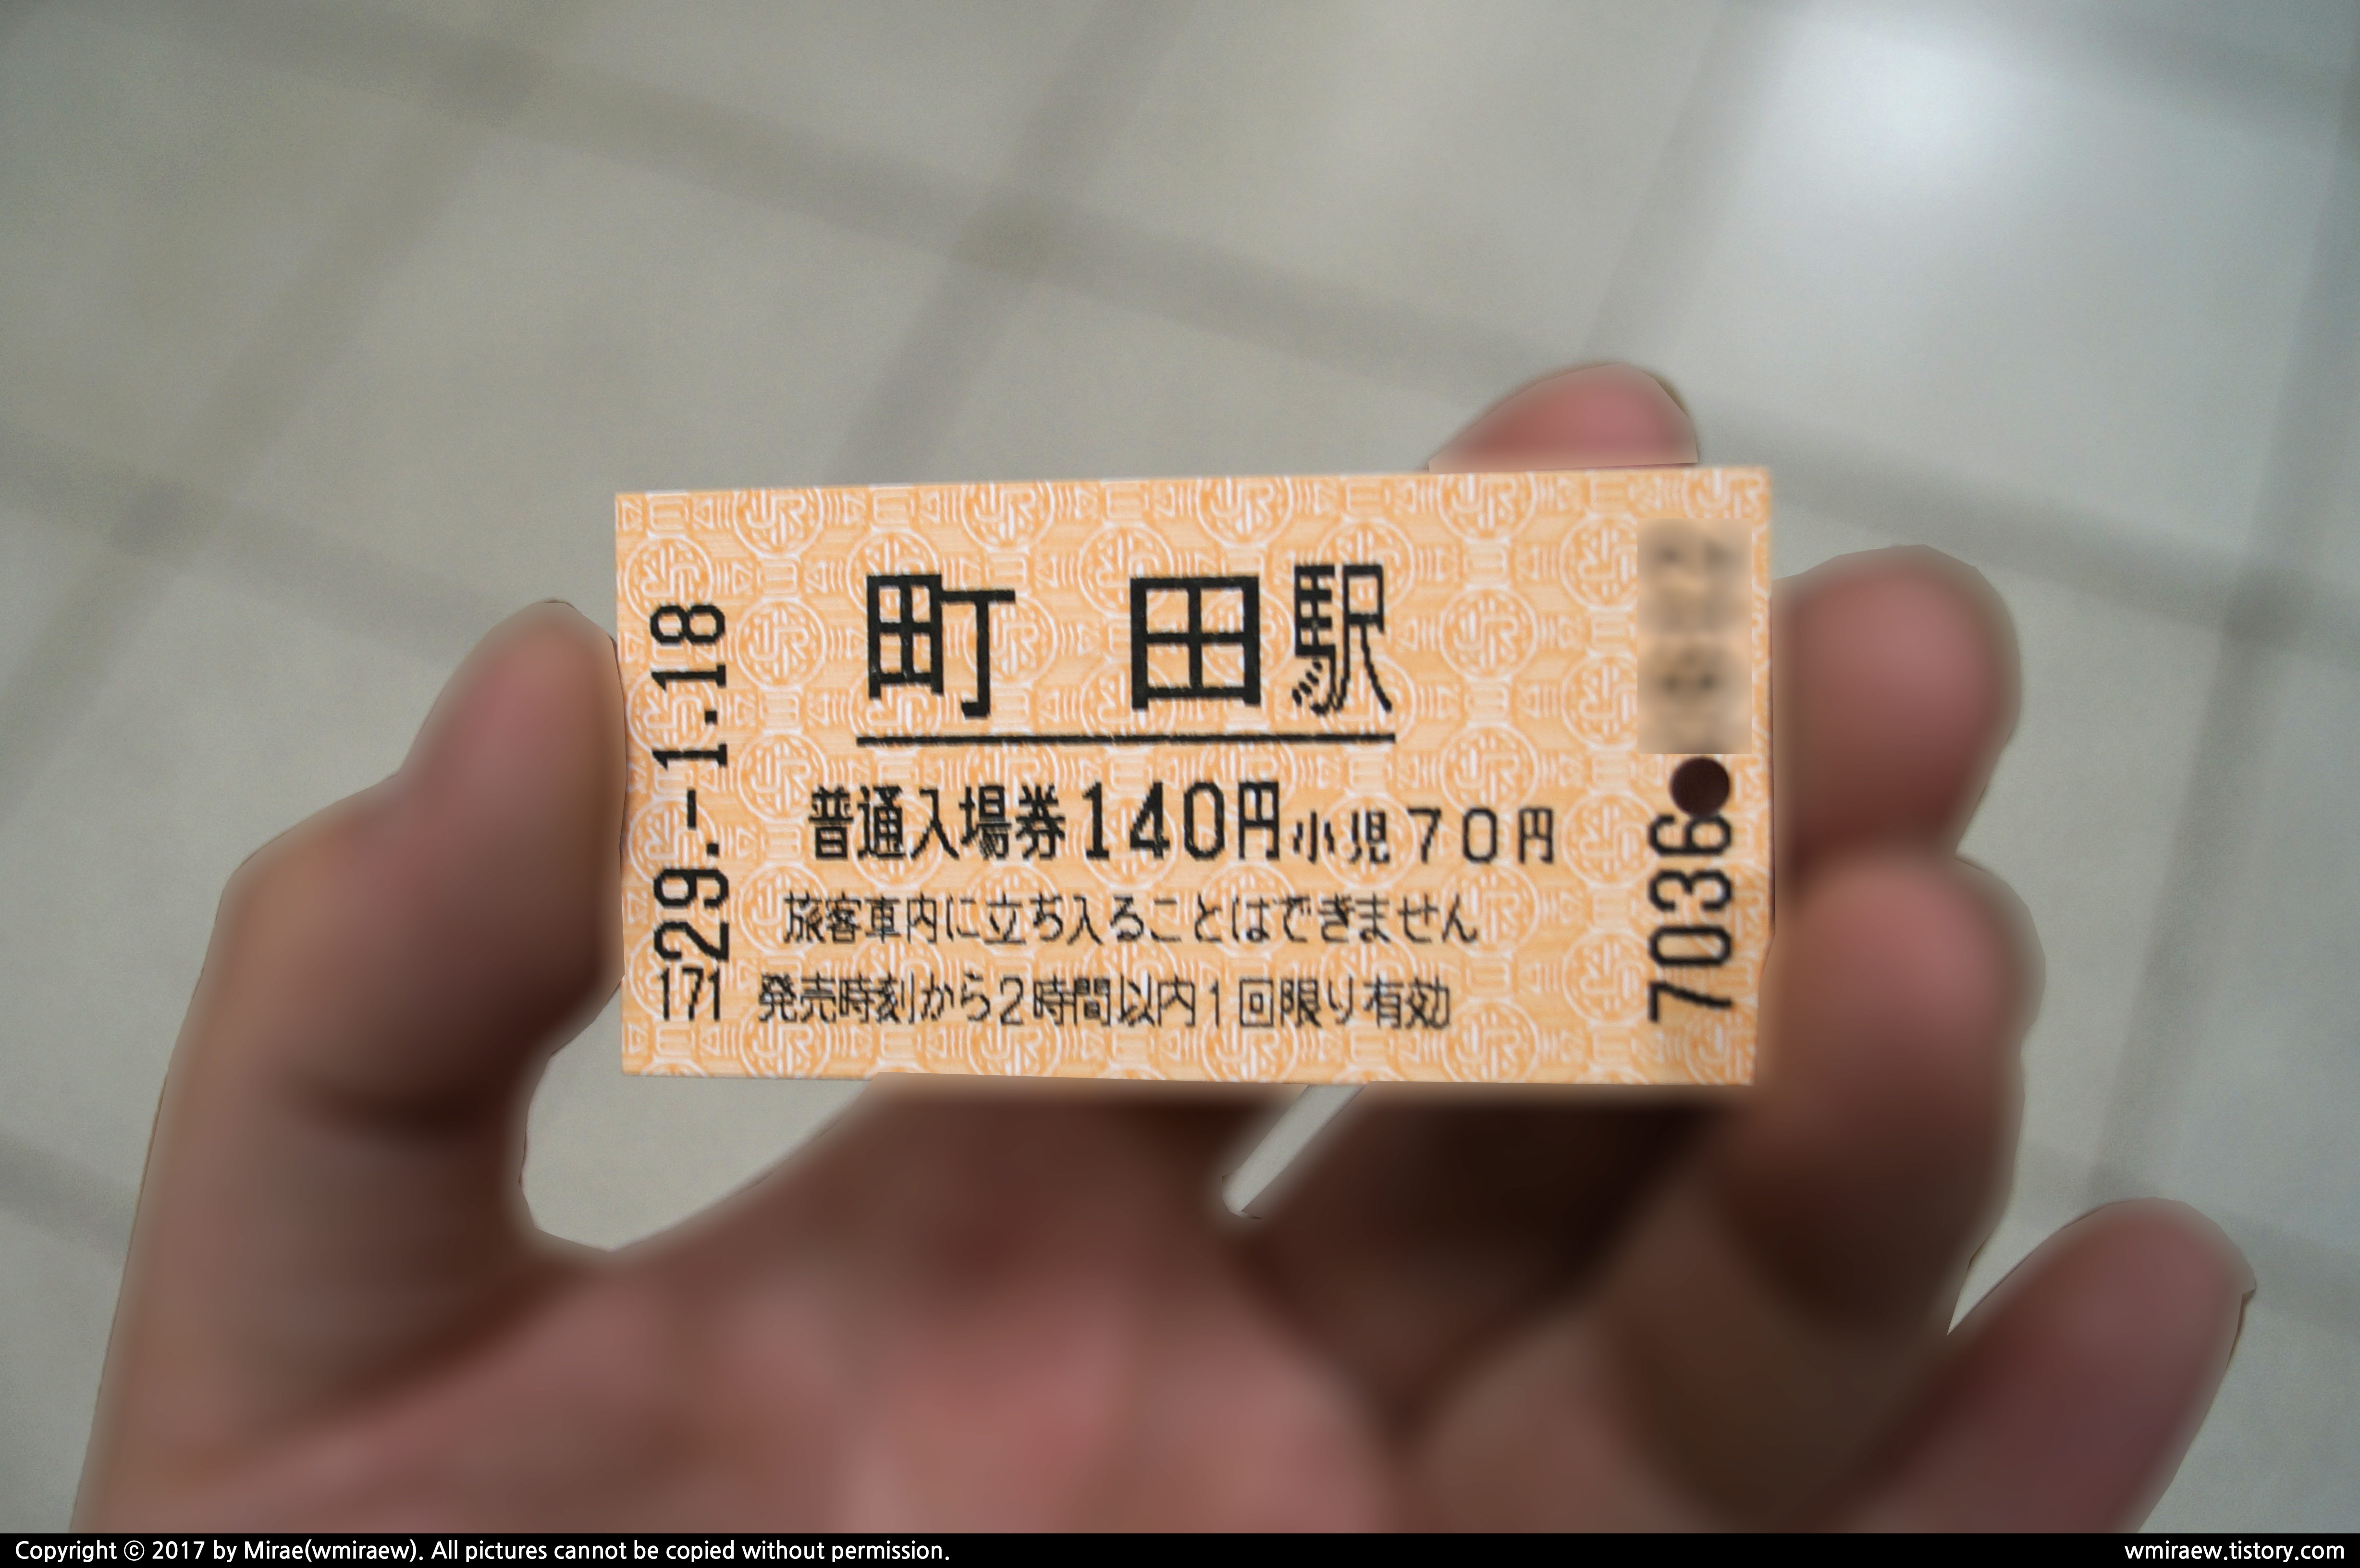 町田駅
普通入場券140円小児70円
旅客車内に立ち入ることはできません
発売時刻から2時間以内1回限り有効
171 29.-1.18
7036
Copyright ⓒ 2017 by Mirae(wmiraew). All pictures cannot be copied without permission.
wmiraew.tistory.com